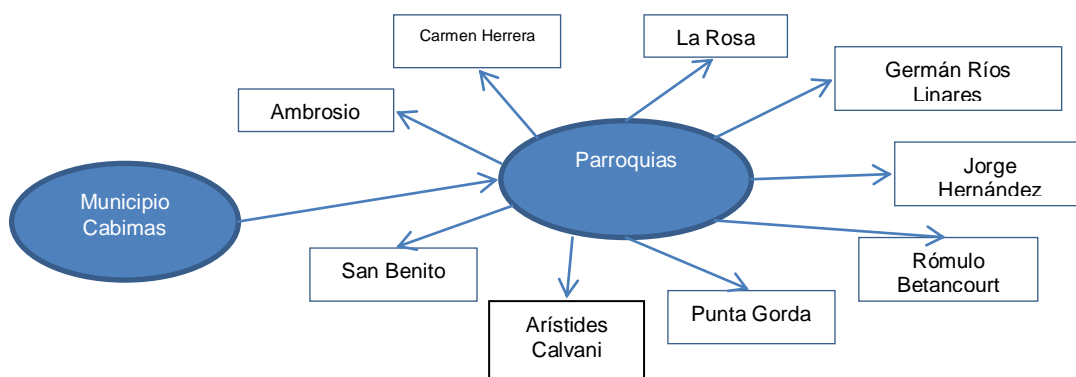 Carmen Herrera
La Rosa
Germán Ríos
Linares
Ambrosio
Parroquias
Jorge
Hernández
Municipio
Cabimas
San Benito
Rómulo
Betancourt
Punta Gorda
Arístides
Calvani